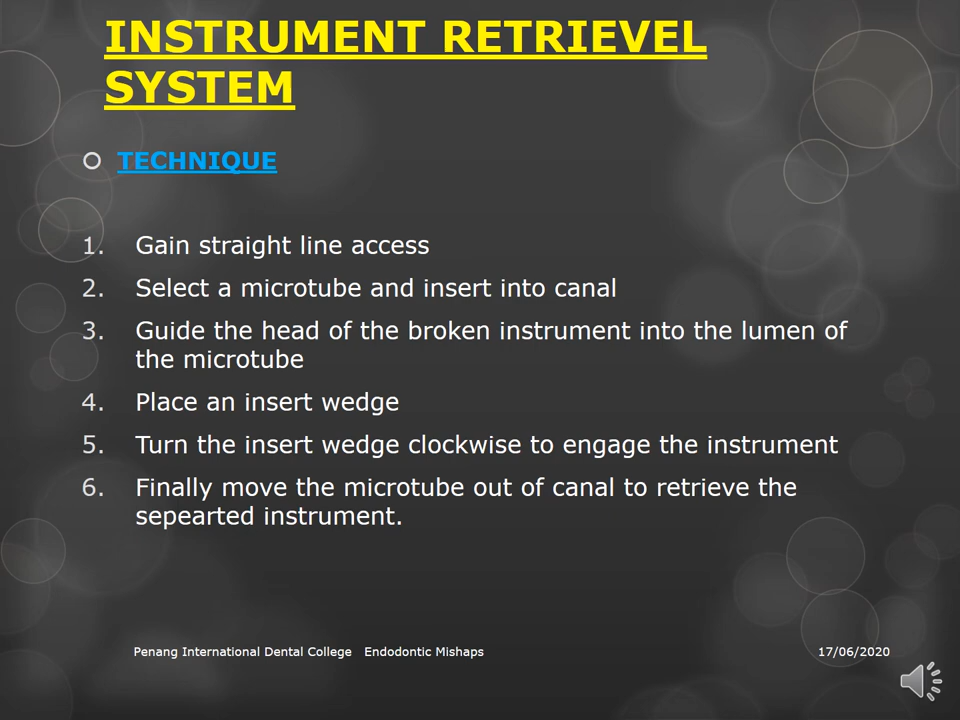 INSTRUMENT RETRIEVEL
SYSTEM
TECHNIQUE
1. Gain straight line access
2. Select a microtube and insert into canal
3. Guide the head of the broken instrument into the lumen of
the microtube
4. Place an insert wedge
5. Turn the insert wedge clockwise to engage the instrument
6. Finally move the microtube out of canal to retrieve the
sepearted instrument.
Penang International Dental College Endodontic Mishaps 17/06/2020